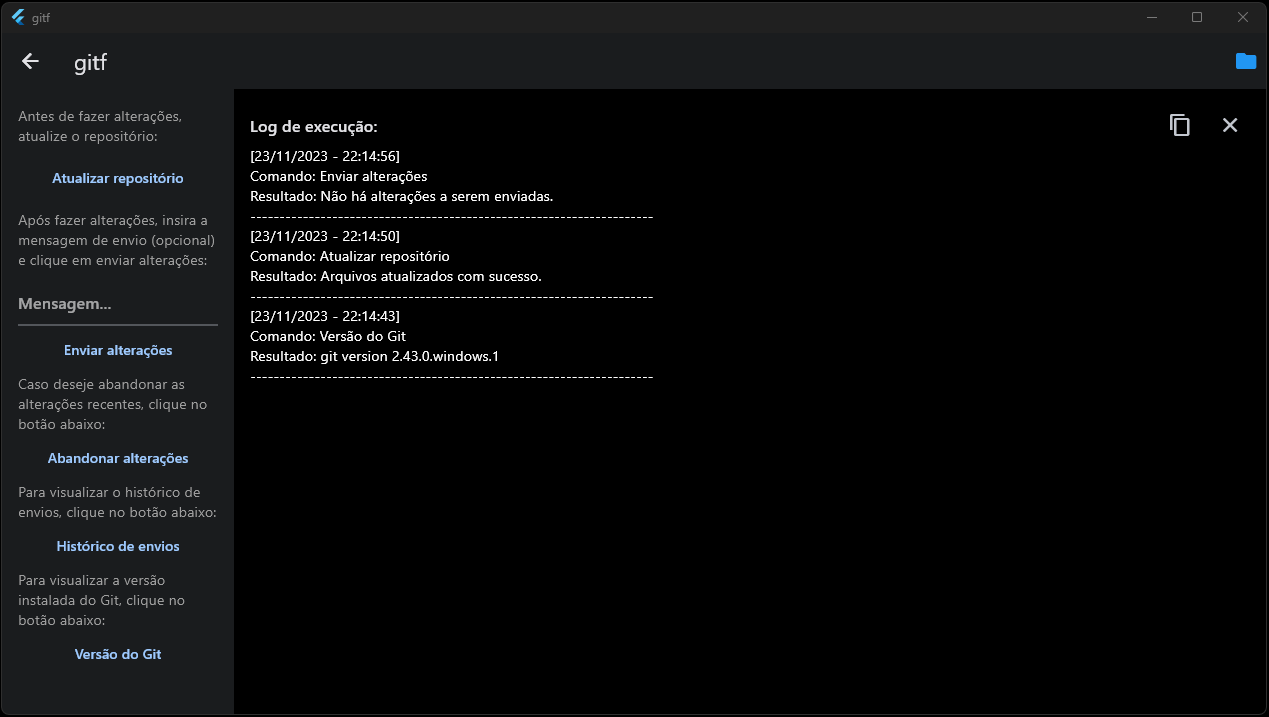 gitf
gitf
Antes de fazer alterações,
atualize o repositório:
Atualizar repositório
Após fazer alterações, insira a
mensagem de envio (opcional)
e clique em enviar alterações:
Mensagem...
Enviar alterações
Caso deseje abandonar as
alterações recentes, clique no
botão abaixo:
Abandonar alterações
Para visualizar o histórico de
envios, clique no botão abaixo:
Histórico de envios
Para visualizar a versão
instalada do Git, clique no
botão abaixo:
Versão do Git
Log de execução:
[23/11/2023 - 22:14:56]
Comando: Enviar alterações
Resultado: Não há alterações a serem enviadas.
---------------------------------------------------------------------
[23/11/2023 - 22:14:50]
Comando: Atualizar repositório
Resultado: Arquivos atualizados com sucesso.
---------------------------------------------------------------------
[23/11/2023 - 22:14:43]
Comando: Versão do Git
Resultado: git version 2.43.0.windows.1
---------------------------------------------------------------------